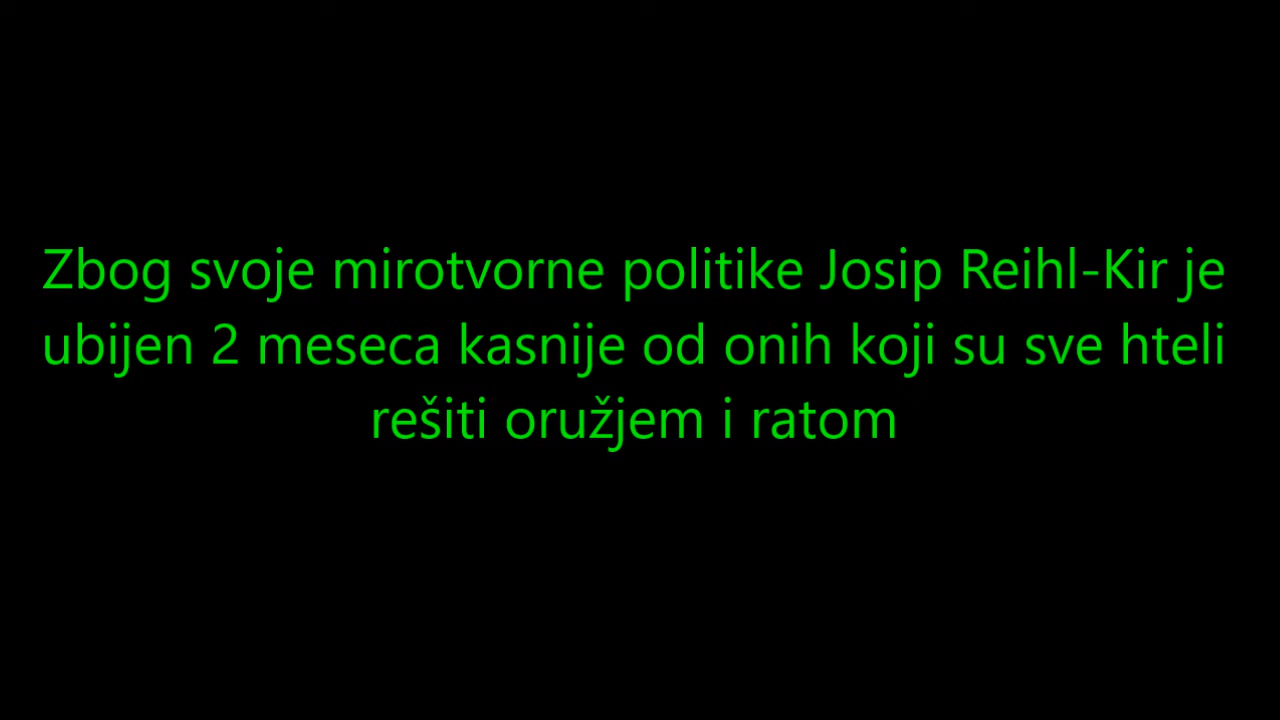 Zbog svoje mirotvorne politike Josip Reihl-Kir je
ubijen 2 meseca kasnije od onih koji su sve hteli
rešiti oružjem i ratom